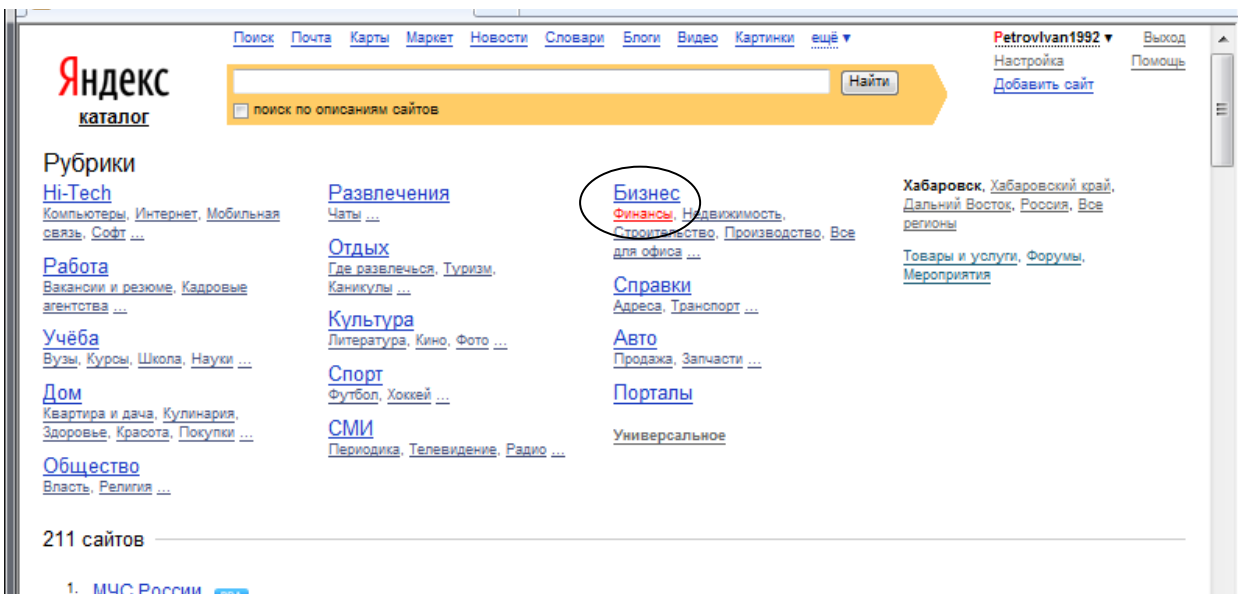 Поиск Почта Карты Маркет Новости Словари Блоги Видео Картинки ещё ▼
PetrovIvan1992 ▼ Выход
Настройка Помощь
Добавить сайт
Яндекс
каталог
Найти
поиск по описаниям сайтов
Рубрики
Hi-Tech
Компьютеры, Интернет, Мобильная
связь, Софт ...
Работа
Вакансии и резюме, Кадровые
агентства ...
Учёба
Вузы, Курсы, Школа, Науки ...
Дом
Квартира и дача, Кулинария,
Здоровье, Красота, Покупки ...
Общество
Власть, Религия ...
Развлечения
Чаты ...
Отдых
Где развлечься, Туризм,
Каникулы ...
Культура
Литература, Кино, Фото ...
Спорт
Футбол, Хоккей ...
СМИ
Периодика, Телевидение, Радио ...
Бизнес
Финансы, Недвижимость,
Строительство, Производство, Все
для офиса ...
Справки
Адреса, Транспорт ...
Авто
Продажа, Запчасти ...
Порталы
Универсальное
Хабаровск, Хабаровский край,
Дальний Восток, Россия, Все
регионы
Товары и услуги, Форумы,
Мероприятия
211 сайтов
1. МЧС России